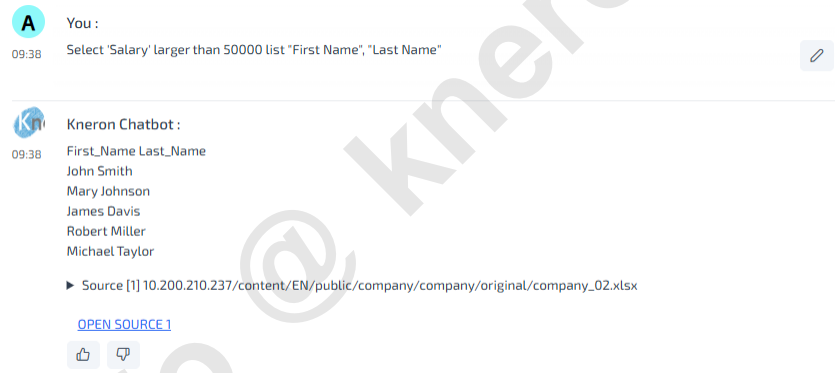 A
You :
09:38
Select 'Salary' larger than 50000 list "First Name", "Last Name"
Kn
Kneron Chatbot :
09:38
First_Name Last_Name
John Smith
Mary Johnson
James Davis
Robert Miller
Michael Taylor
▶ Source [1] 10.200.210.237/content/EN/public/company/company/original/company_02.xlsx
OPEN SOURCE 1
@ kner